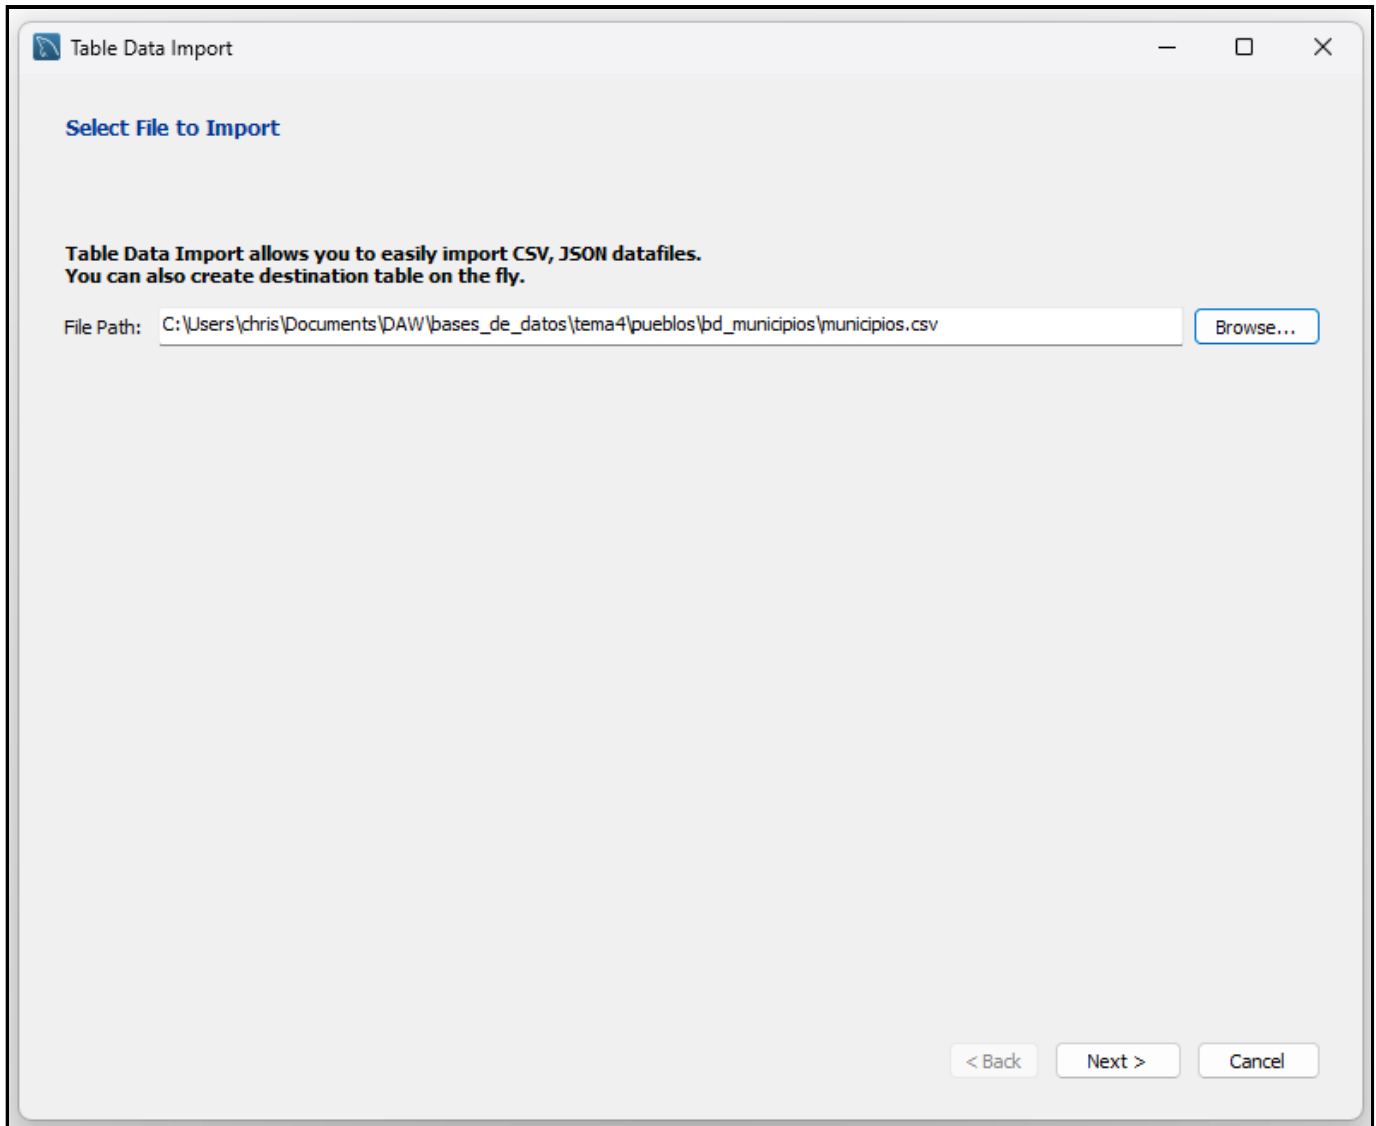 Table Data Import
Select File to Import
Table Data Import allows you to easily import CSV, JSON datafiles.
You can also create destination table on the fly.
File Path: C:\Users\chris\Documents\DAW\bases_de_datos\tema4\pueblos\bd_municipios\municipios.csv Browse...
< Back Next > Cancel